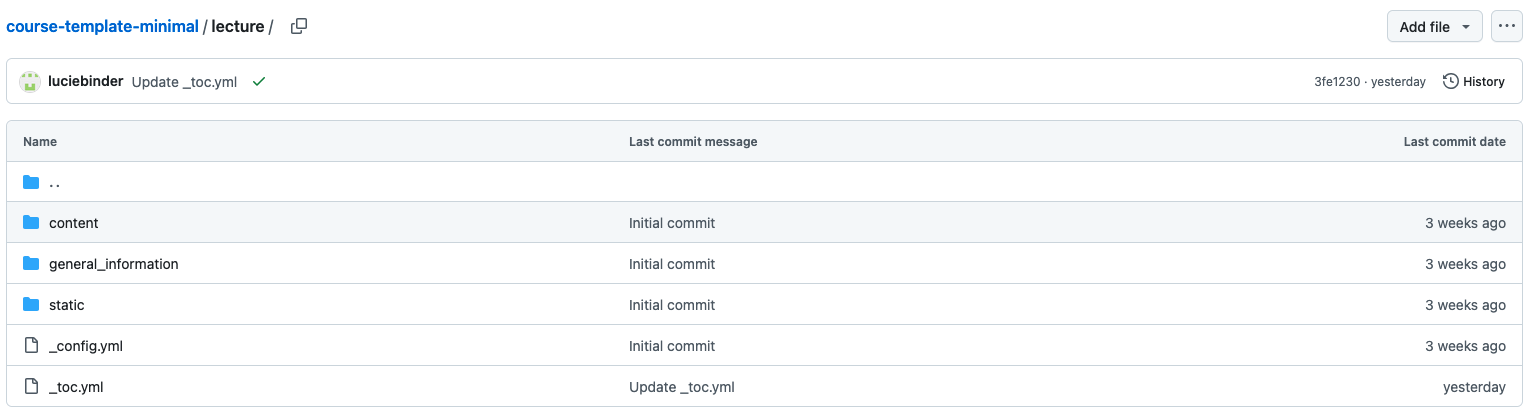 course-template-minimal / lecture /
Add file
luciebinder Update _toc.yml
3fe1230 · yesterday History
Name Last commit message Last commit date
..
content Initial commit 3 weeks ago
general_information Initial commit 3 weeks ago
static Initial commit 3 weeks ago
_config.yml Initial commit 3 weeks ago
_toc.yml Update _toc.yml yesterday